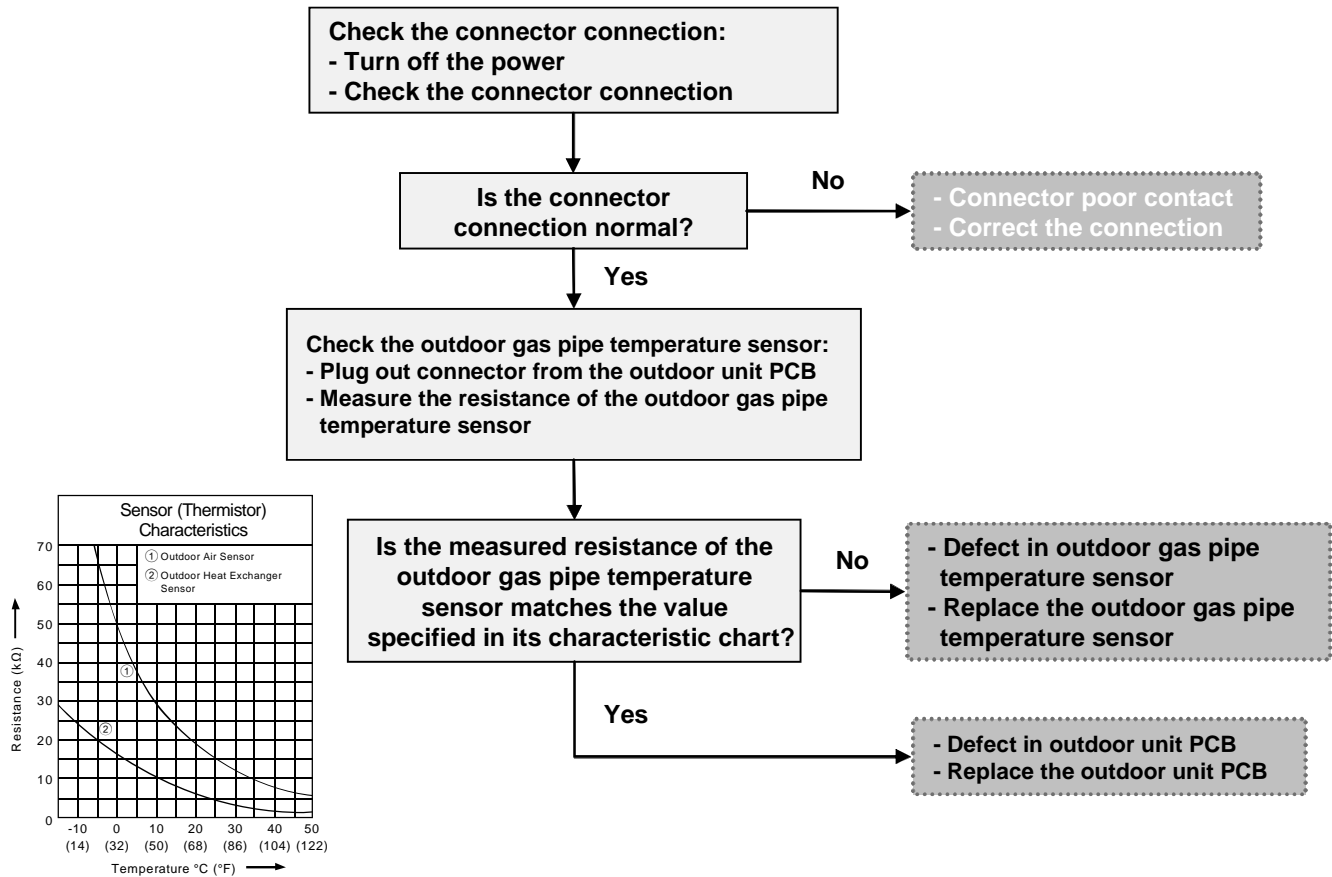 Check the connector connection:
- Turn off the power
- Check the connector connection
Is the connector
connection normal?
No
- Connector poor contact
- Correct the connection
Yes
Check the outdoor gas pipe temperature sensor:
- Plug out connector from the outdoor unit PCB
- Measure the resistance of the outdoor gas pipe
temperature sensor
Is the measured resistance of the
outdoor gas pipe temperature
sensor matches the value
specified in its characteristic chart?
No
- Defect in outdoor gas pipe
temperature sensor
- Replace the outdoor gas pipe
temperature sensor
Yes
- Defect in outdoor unit PCB
- Replace the outdoor unit PCB
Sensor (Thermistor)
Characteristics
① Outdoor Air Sensor
② Outdoor Heat Exchanger
Sensor
70
60
50
40
30
20
10
0
Resistance (kΩ)
①
②
-10 0 10 20 30 40 50
(14) (32) (50) (68) (86) (104) (122)
Temperature °C (°F)